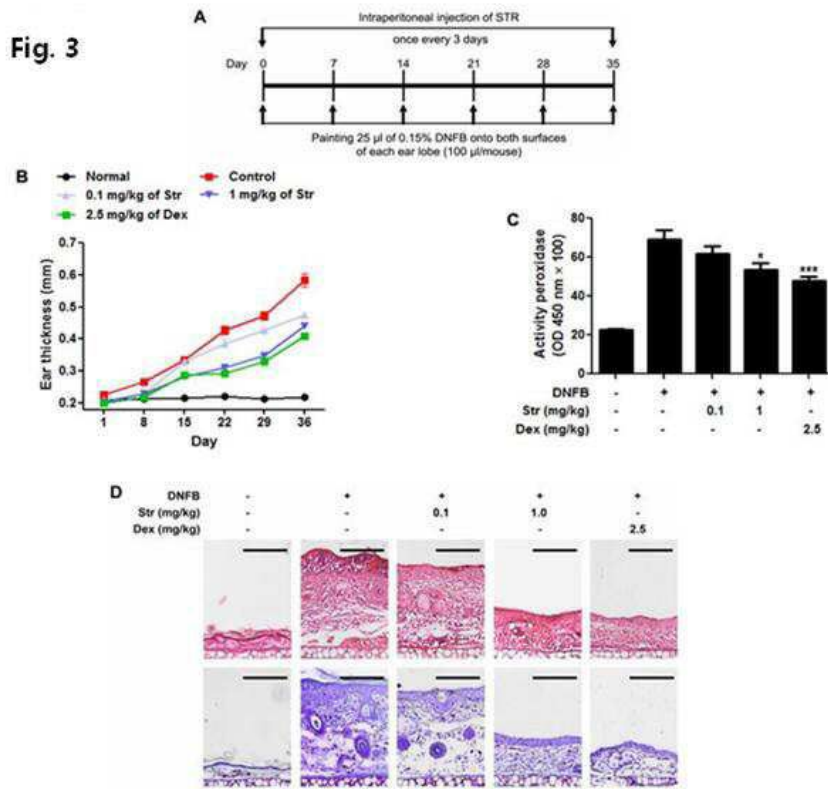 Fig. 3
A
Intraperitoneal injection of STR
once every 3 days
Day 0 7 14 21 28 35
Painting 25 µl of 0.15% DNFB onto both surfaces
of each ear lobe (100 µl/mouse)
B
Normal Control
0.1 mg/kg of Str 1 mg/kg of Str
2.5 mg/kg of Dex
Ear thickness (mm)
0.7
0.6
0.5
0.4
0.3
0.2
1 8 15 22 29 36
Day
C
Activity peroxidase
(OD 450 nm × 100)
80
60
40
20
0
* ***
DNFB - + + + +
Str (mg/kg) - - 0.1 1 -
Dex (mg/kg) - - - - 2.5
D
DNFB - + + + +
Str (mg/kg) - - 0.1 1.0 -
Dex (mg/kg) - - - - 2.5